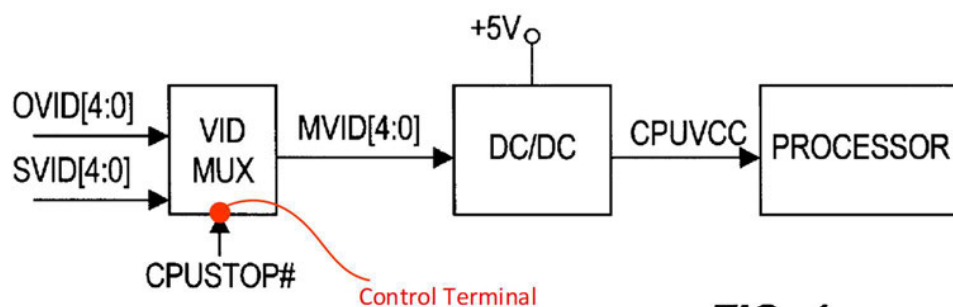 +5V
OVID[4:0]
SVID[4:0]
VID
MUX
MVID[4:0]
DC/DC
CPUVCC
PROCESSOR
CPUSTOP#
Control Terminal